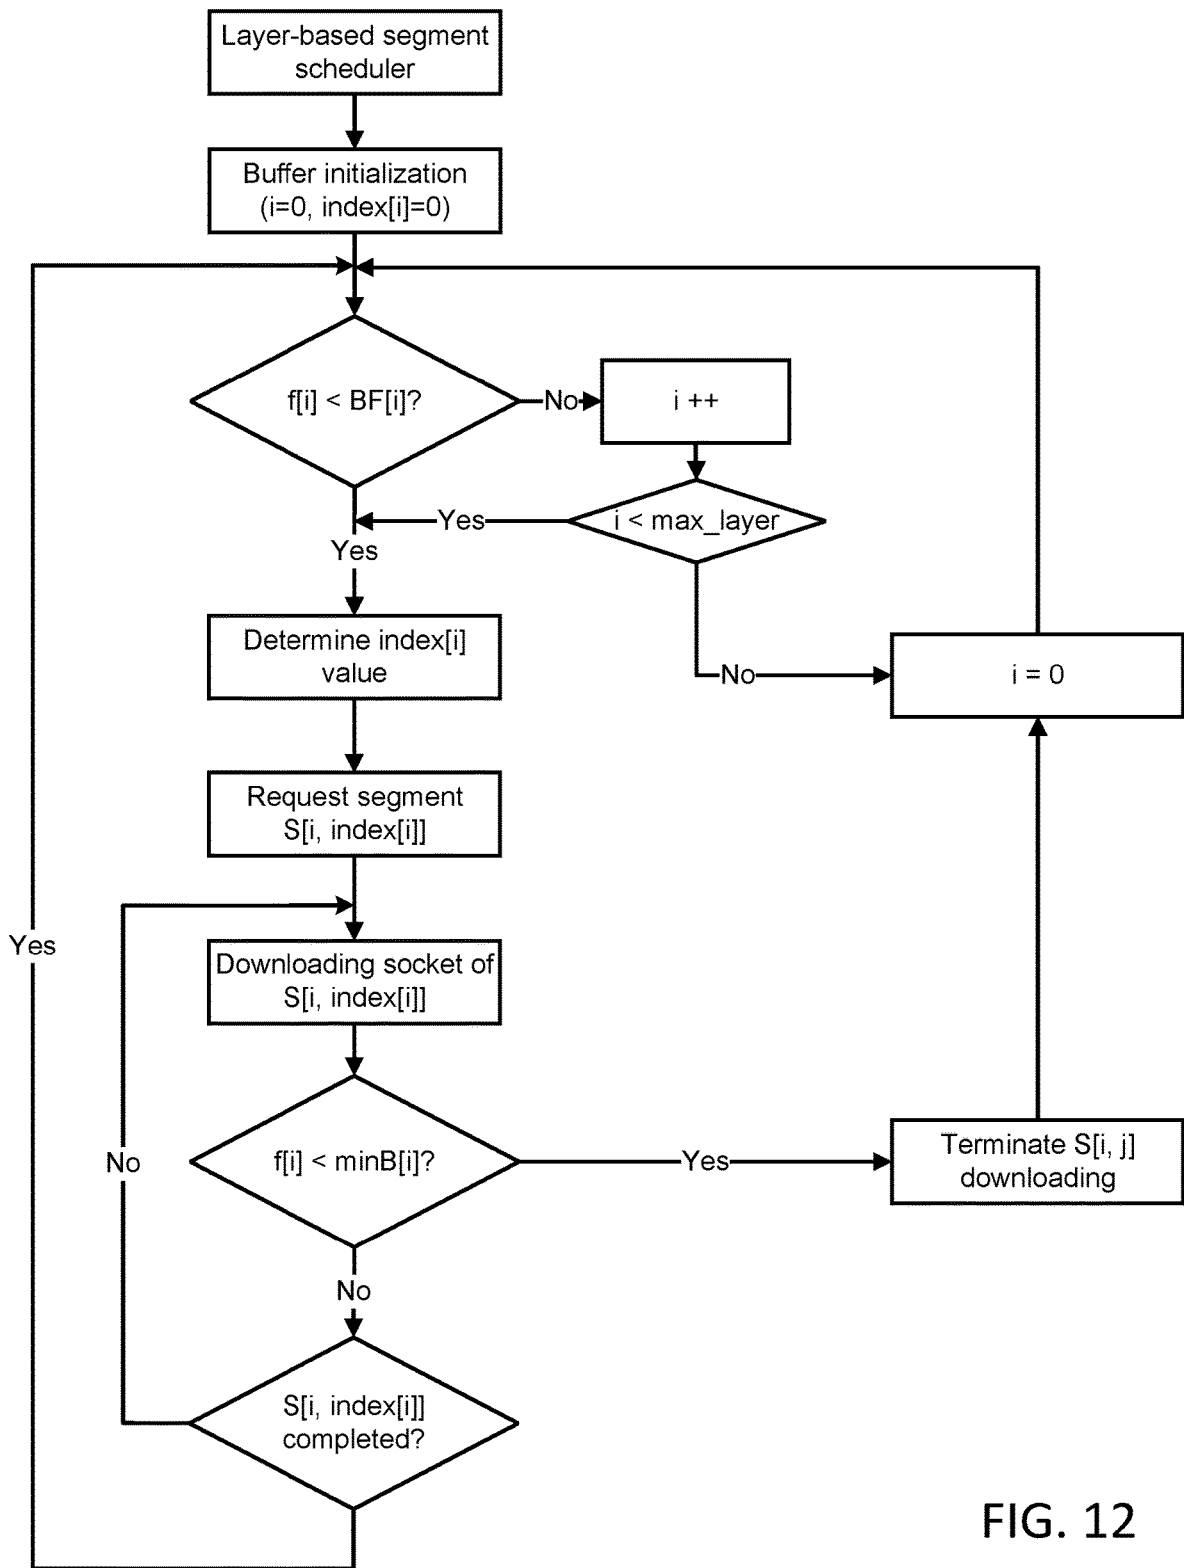 Layer-based segment
scheduler
Buffer initialization
(i=0, index[i]=0)
f[i] < BF[i]?
No
i ++
Yes
i < max_layer
Yes
Determine index[i]
value
No
i = 0
Request segment
S[i, index[i]]
Yes
Downloading socket of
S[i, index[i]]
No
f[i] < minB[i]?
Yes
Terminate S[i, j]
downloading
No
S[i, index[i]]
completed?
FIG. 12